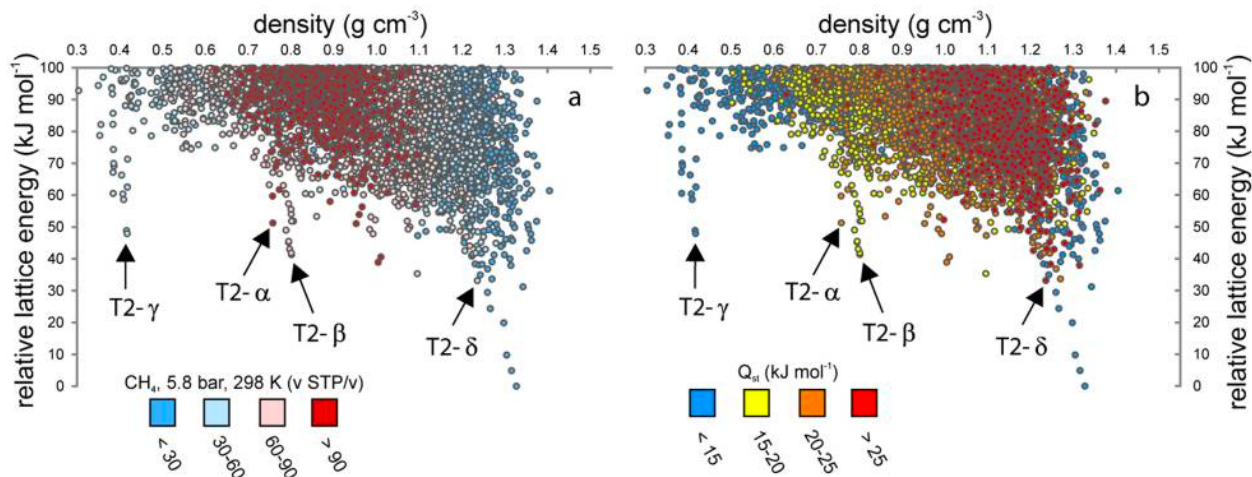 density (g cm⁻³)
0.3 0.4 0.5 0.6 0.7 0.8 0.9 1.0 1.1 1.2 1.3 1.4 1.5
relative lattice energy (kJ mol⁻¹)
100
90
80
70
60
50
40
30
20
10
0
a
T2- γ
T2- α
T2- β
T2- δ
CH₄, 5.8 bar, 298 K (v STP/v)
< 30
30-60
60-90
> 90
density (g cm⁻³)
0.3 0.4 0.5 0.6 0.7 0.8 0.9 1.0 1.1 1.2 1.3 1.4 1.5
b
T2- γ
T2- α
T2- β
T2- δ
Qst (kJ mol⁻¹)
< 15
15-20
20-25
> 25
100
90
80
70
60
50
40
30
20
10
0
relative lattice energy (kJ mol⁻¹)